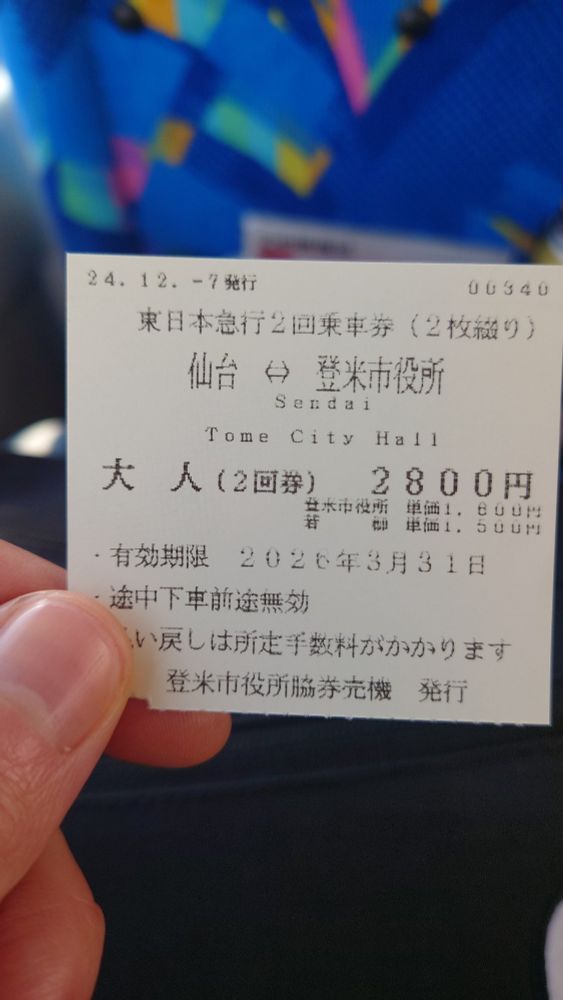 24.12.-7発行 00340
東日本急行2回乗車券(2枚綴り)
仙台 ⇔ 登米市役所
Sendai
Tome City Hall
大 人(2回券) 2800円
登米市役所 単価1.600円
若 柳 単価1.500円
・有効期限 2026年3月31日
・途中下車前途無効
い戻しは所定手数料がかかります
登米市役所脇券売機 発行